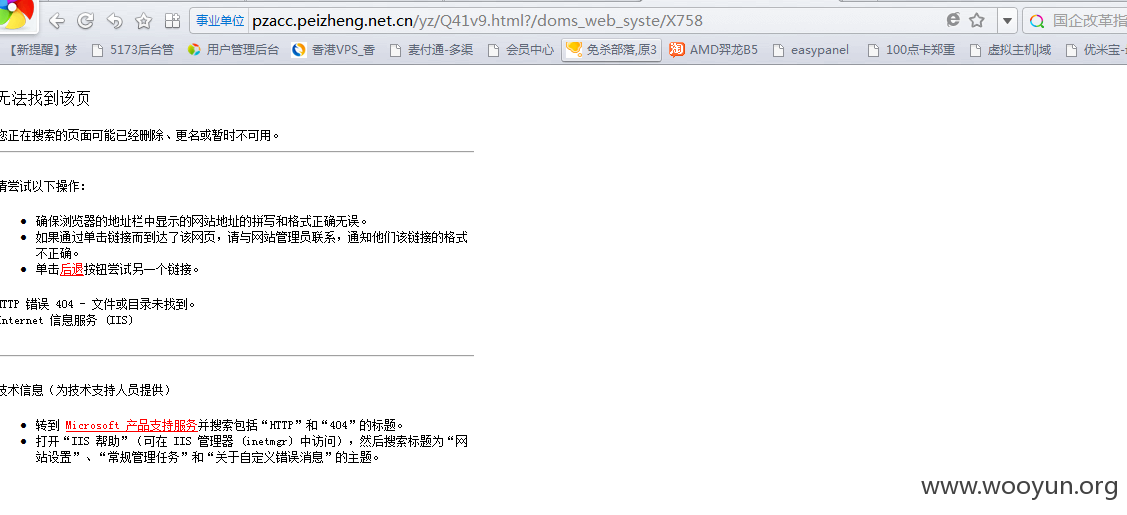 事业单位 pzacc.peizheng.net.cn/yz/Q41v9.html?/doms_web_syste/X758 国企改革指
【新提醒】梦 5173后台管 用户管理后台 香港VPS_香 麦付通-多渠 会员中心 免杀部落,原3 淘 AMD羿龙B5 easypanel 100点卡郑重 虚拟主机|域 优米宝-
无法找到该页
您正在搜索的页面可能已经删除、更名或暂时不可用。
请尝试以下操作:
确保浏览器的地址栏中显示的网站地址的拼写和格式正确无误。
如果通过单击链接而到达了该网页，请与网站管理员联系，通知他们该链接的格式
不正确。
单击后退按钮尝试另一个链接。
HTTP 错误 404 - 文件或目录未找到。
Internet 信息服务 (IIS)
技术信息（为技术支持人员提供）
转到 Microsoft 产品支持服务并搜索包括“HTTP”和“404”的标题。
打开“IIS 帮助”（可在 IIS 管理器 (inetmgr) 中访问），然后搜索标题为“网
站设置”、“常规管理任务”和“关于自定义错误消息”的主题。
www.wooyun.org